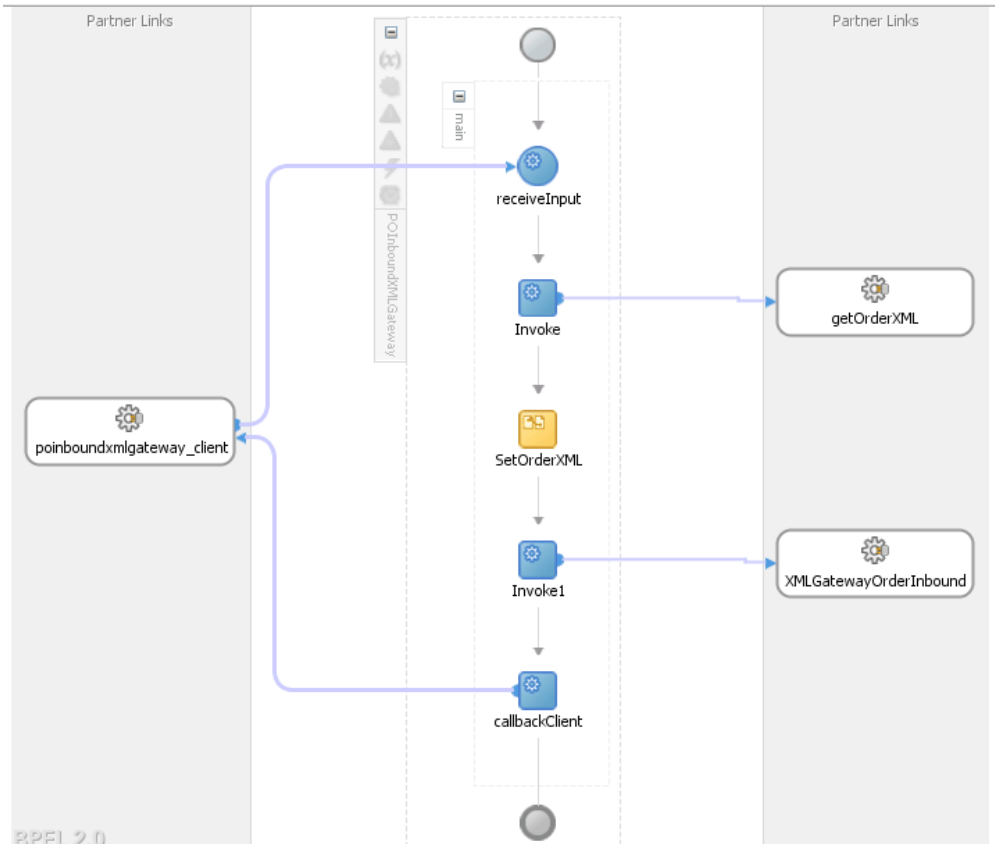 Partner Links
Partner Links
(x)
main
receiveInput
POInboundXMLGateway
Invoke
getOrderXML
poinboundxmlgateway_client
SetOrderXML
Invoke1
XMLGatewayOrderInbound
callbackClient
BPEL 2.0